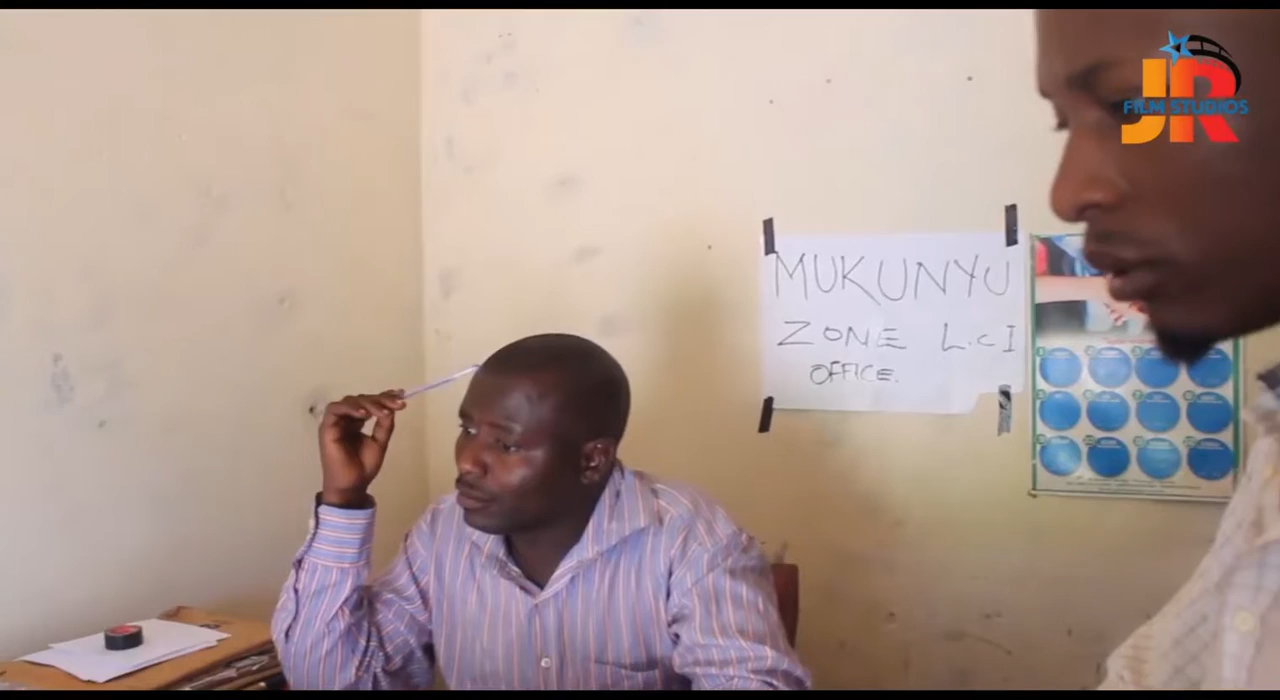 JR
FILM STUDIOS
MUKUNYU
ZONE L.C I
OFFICE.